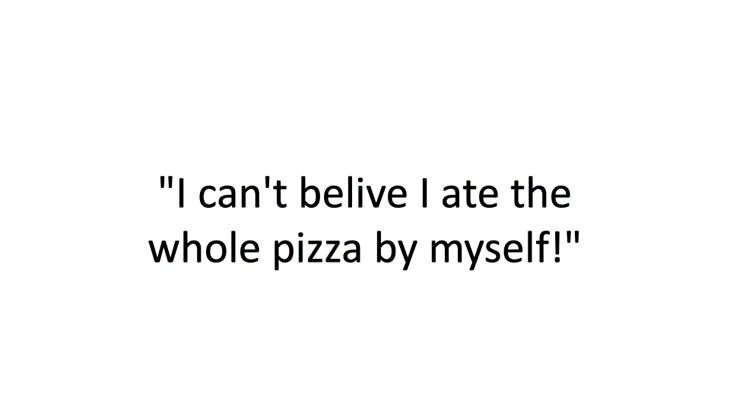 "I can't belive I ate the
whole pizza by myself!"